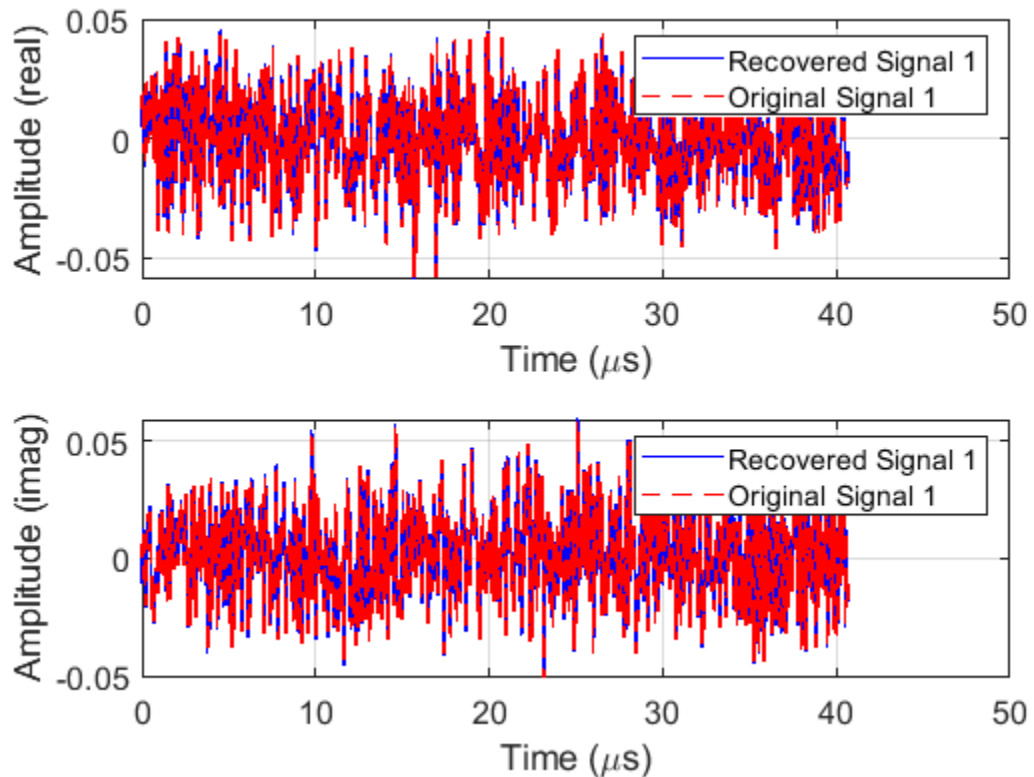 Amplitude (real)
0.05
0
-0.05
Recovered Signal 1
Original Signal 1
0 10 20 30 40 50
Time (μs)
Amplitude (imag)
0.05
0
-0.05
Recovered Signal 1
Original Signal 1
0 10 20 30 40 50
Time (μs)